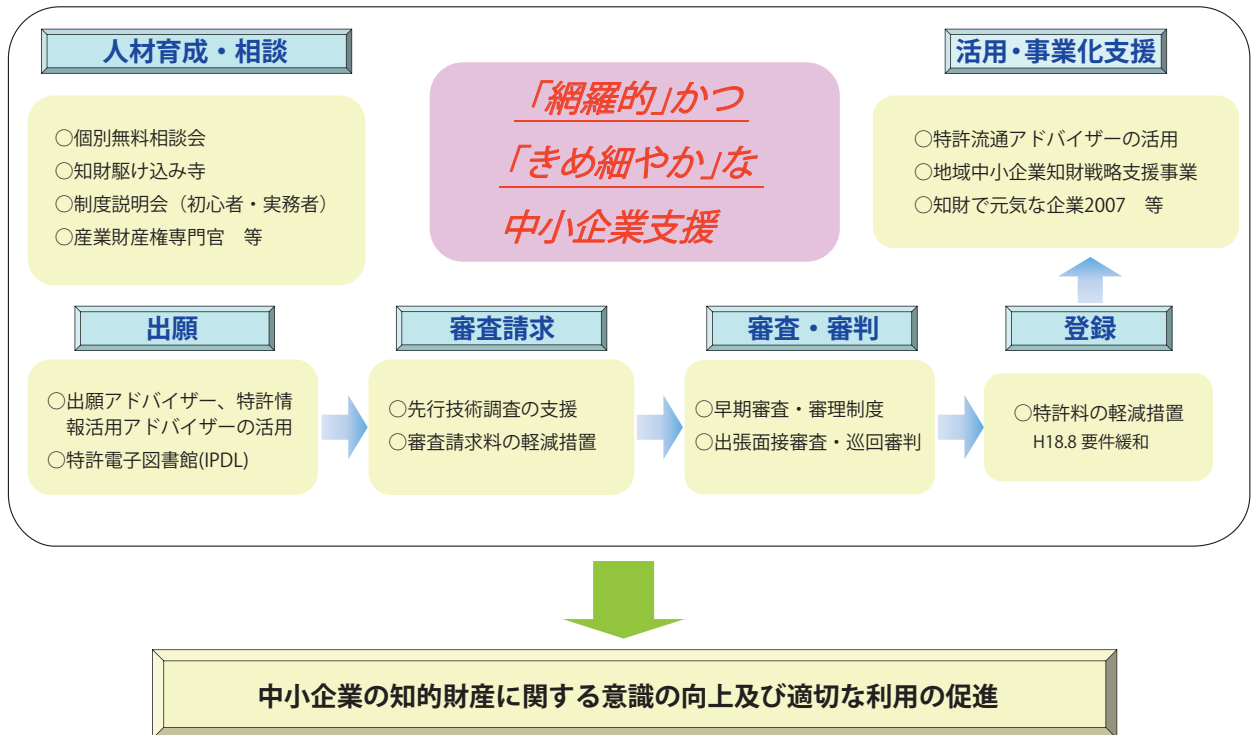 人材育成・相談
○個別無料相談会
○知財駆け込み寺
○制度説明会（初心者・実務者）
○産業財産権専門官　等
「網羅的」かつ
「きめ細やか」な
中小企業支援
活用・事業化支援
○特許流通アドバイザーの活用
○地域中小企業知財戦略支援事業
○知財で元気な企業2007　等
出願
○出願アドバイザー、特許情
報活用アドバイザーの活用
○特許電子図書館(IPDL)
審査請求
○先行技術調査の支援
○審査請求料の軽減措置
審査・審判
○早期審査・審理制度
○出張面接審査・巡回審判
登録
○特許料の軽減措置
H18.8 要件緩和
中小企業の知的財産に関する意識の向上及び適切な利用の促進